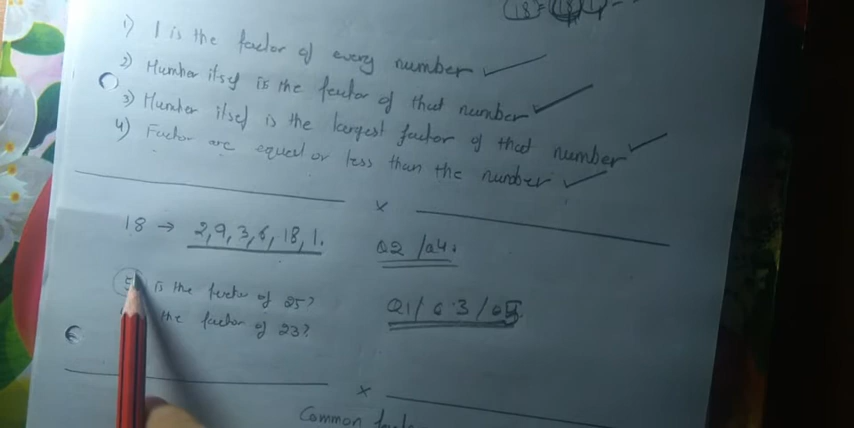 18 =
1) 1 is the factor of every number ✓
2) Number itself is the factor of that number ✓
3) Number itself is the largest factor of that number ✓
4) Factor are equal or less than the number ✓
x
18 → 2, 9, 3, 6, 18, 1. Q2 / Q4.
5 is the factor of 25?
the factor of 23? Q1 / Q.3 / Q5
x
Common